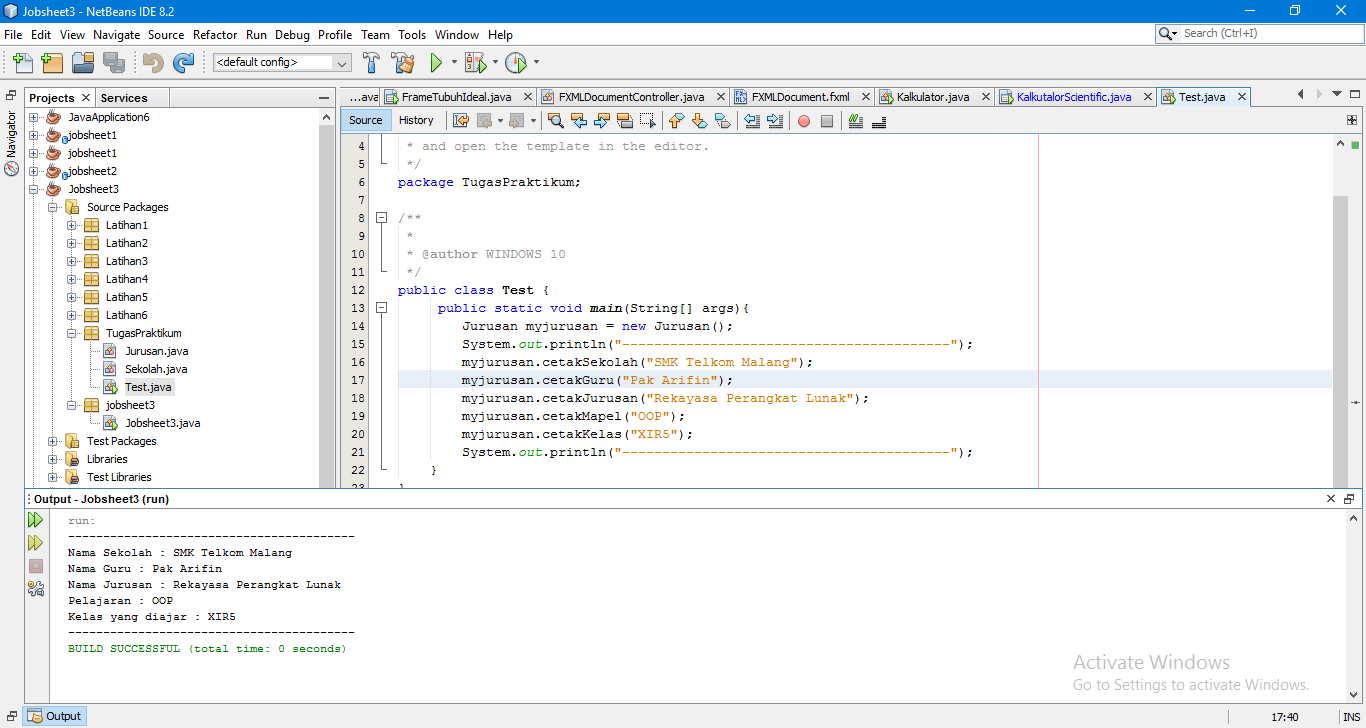 Jobsheet3 - NetBeans IDE 8.2
File Edit View Navigate Source Refactor Run Debug Profile Team Tools Window Help
Search (Ctrl+I)
<default config>
Navigator
Projects
Services
JavaApplication6
jobsheet1
jobsheet1
jobsheet2
Jobsheet3
Source Packages
Latihan1
Latihan2
Latihan3
Latihan4
Latihan5
Latihan6
TugasPraktikum
Jurusan.java
Sekolah.java
Test.java
jobsheet3
Jobsheet3.java
Test Packages
Libraries
Test Libraries
...ava FrameTubuhIdeal.java FXMLDocumentController.java FXMLDocument.fxml Kalkulator.java KalkutalorScientific.java Test.java
Source History
4 * and open the template in the editor.
5 */
6 package TugasPraktikum;
7
8 /**
9 *
10 * @author WINDOWS 10
11 */
12 public class Test {
13 public static void main(String[] args){
14 Jurusan myjurusan = new Jurusan();
15 System.out.println("-----------------------------------------");
16 myjurusan.cetakSekolah("SMK Telkom Malang");
17 myjurusan.cetakGuru("Pak Arifin");
18 myjurusan.cetakJurusan("Rekayasa Perangkat Lunak");
19 myjurusan.cetakMapel("OOP");
20 myjurusan.cetakKelas("XIR5");
21 System.out.println("-----------------------------------------");
22 }
23 }
Output - Jobsheet3 (run)
run:
-----------------------------------------
Nama Sekolah : SMK Telkom Malang
Nama Guru : Pak Arifin
Nama Jurusan : Rekayasa Perangkat Lunak
Pelajaran : OOP
Kelas yang diajar : XIR5
-----------------------------------------
BUILD SUCCESSFUL (total time: 0 seconds)
Activate Windows
Go to Settings to activate Windows.
Output
17:40 INS